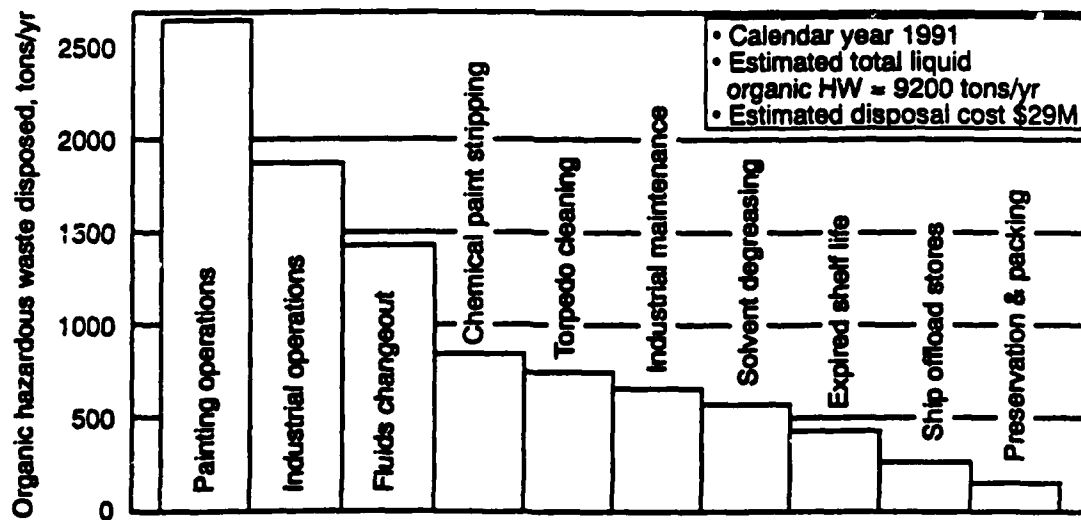 Organic hazardous waste disposed, tons/yr
2500
2000
1500
1000
500
0
• Calendar year 1991
• Estimated total liquid
organic HW ≈ 9200 tons/yr
• Estimated disposal cost $29M
Painting operations
Industrial operations
Fluids changeout
Chemical paint stripping
Torpedo cleaning
Industrial maintenance
Solvent degreasing
Expired shelf life
Ship offload stores
Preservation & packing